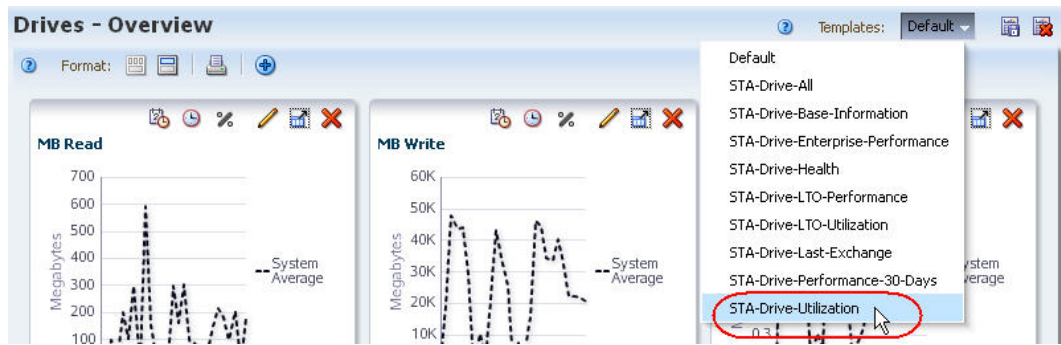 Drives - Overview
Templates: Default
Format:
Default
STA-Drive-All
STA-Drive-Base-Information
STA-Drive-Enterprise-Performance
STA-Drive-Health
STA-Drive-LTO-Performance
STA-Drive-LTO-Utilization
STA-Drive-Last-Exchange
STA-Drive-Performance-30-Days
STA-Drive-Utilization
MB Read
700
600
500
400
300
200
100
Megabytes
System
Average
MB Write
60K
50K
40K
30K
20K
10K
Megabytes
System
Average
ystem
verage
0.3